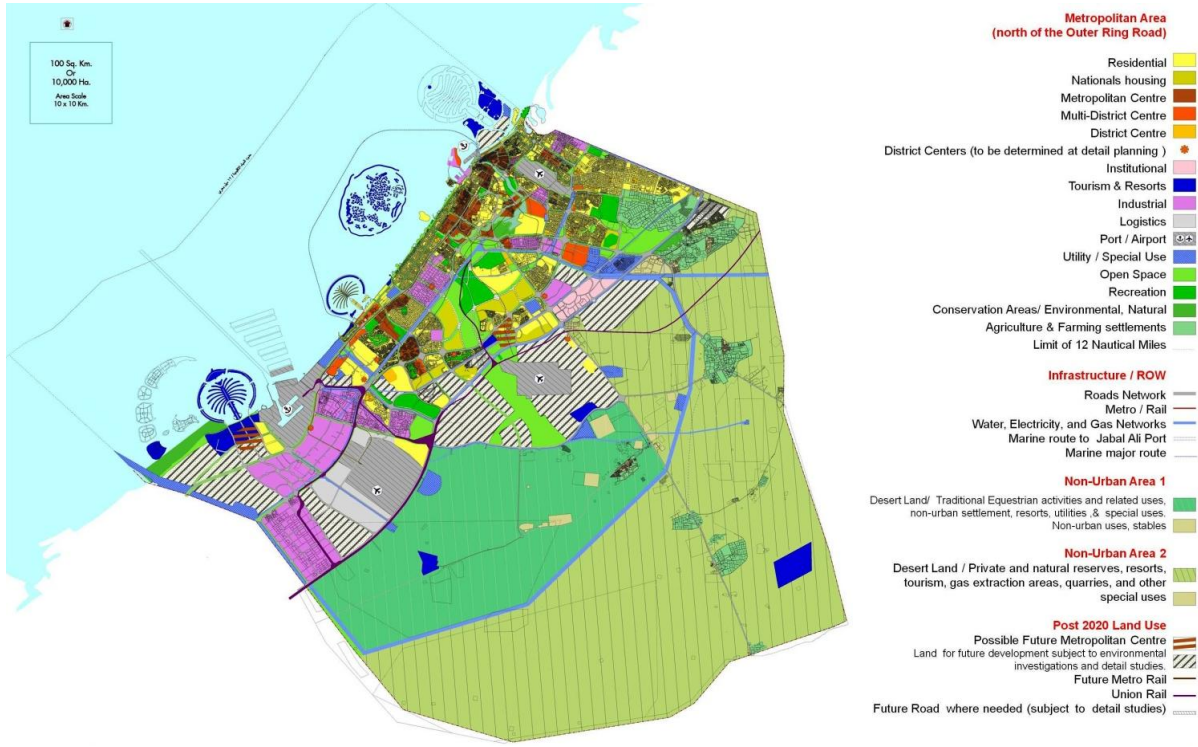 100 Sq. Km.
Or
10,000 Ha.
Area Scale
10 x 10 Km.
Metropolitan Area
(north of the Outer Ring Road)
Residential
Nationals housing
Metropolitan Centre
Multi-District Centre
District Centre
District Centers (to be determined at detail planning )
Institutional
Tourism & Resorts
Industrial
Logistics
Port / Airport
Utility / Special Use
Open Space
Recreation
Conservation Areas/ Environmental, Natural
Agriculture & Farming settlements
Limit of 12 Nautical Miles
Infrastructure / ROW
Roads Network
Metro / Rail
Water, Electricity, and Gas Networks
Marine route to Jabal Ali Port
Marine major route
Non-Urban Area 1
Desert Land/ Traditional Equestrian activities and related uses,
non-urban settlement, resorts, utilities ,& special uses.
Non-urban uses, stables
Non-Urban Area 2
Desert Land / Private and natural reserves, resorts,
tourism, gas extraction areas, quarries, and other
special uses
Post 2020 Land Use
Possible Future Metropolitan Centre
Land for future development subject to environmental
investigations and detail studies.
Future Metro Rail
Union Rail
Future Road where needed (subject to detail studies)